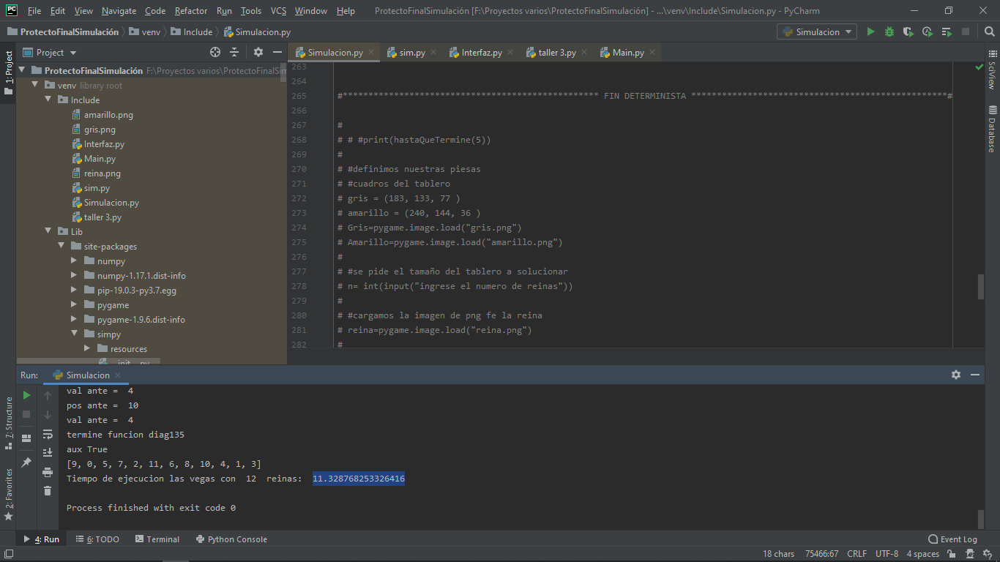 PC File Edit View Navigate Code Refactor Run Tools VCS Window Help ProtectoFinalSimulación [F:\Proyectos varios\ProtectoFinalSimulación] - ...\venv\Include\Simulacion.py - PyCharm
ProtectoFinalSimulación venv Include Simulacion.py Simulacion
Project
Simulacion.py sim.py Interfaz.py taller 3.py Main.py
1: Project
ProtectoFinalSimulación F:\Proyectos varios\ProtectoFinalSim
venv library root
Include
amarillo.png
gris.png
Interfaz.py
Main.py
reina.png
sim.py
Simulacion.py
taller 3.py
Lib
site-packages
numpy
numpy-1.17.1.dist-info
pip-19.0.3-py3.7.egg
pygame
pygame-1.9.6.dist-info
simpy
resources
__init__.py
263
264
265 #************************************************** FIN DETERMINISTA **************************************************#
266
267 #
268 # # #print(hastaQueTermine(5))
269 #
270 # #definimos nuestras piesas
271 # #cuadros del tablero
272 # gris = (183, 133, 77 )
273 # amarillo = (240, 144, 36 )
274 # Gris=pygame.image.load("gris.png")
275 # Amarillo=pygame.image.load("amarillo.png")
276 #
277 # #se pide el tamaño del tablero a solucionar
278 # n= int(input("ingrese el numero de reinas"))
279 #
280 # #cargamos la imagen de png fe la reina
281 # reina=pygame.image.load("reina.png")
282 #
SciView
Database
Run: Simulacion
val ante =  4
pos ante =  10
val ante =  4
termine funcion diag135
aux True
[9, 0, 5, 7, 2, 11, 6, 8, 10, 4, 1, 3]
Tiempo de ejecucion las vegas con  12  reinas:  11.328768253326416
Process finished with exit code 0
7: Structure
2: Favorites
4: Run 6: TODO Terminal Python Console Event Log
18 chars 75466:67 CRLF UTF-8 4 spaces